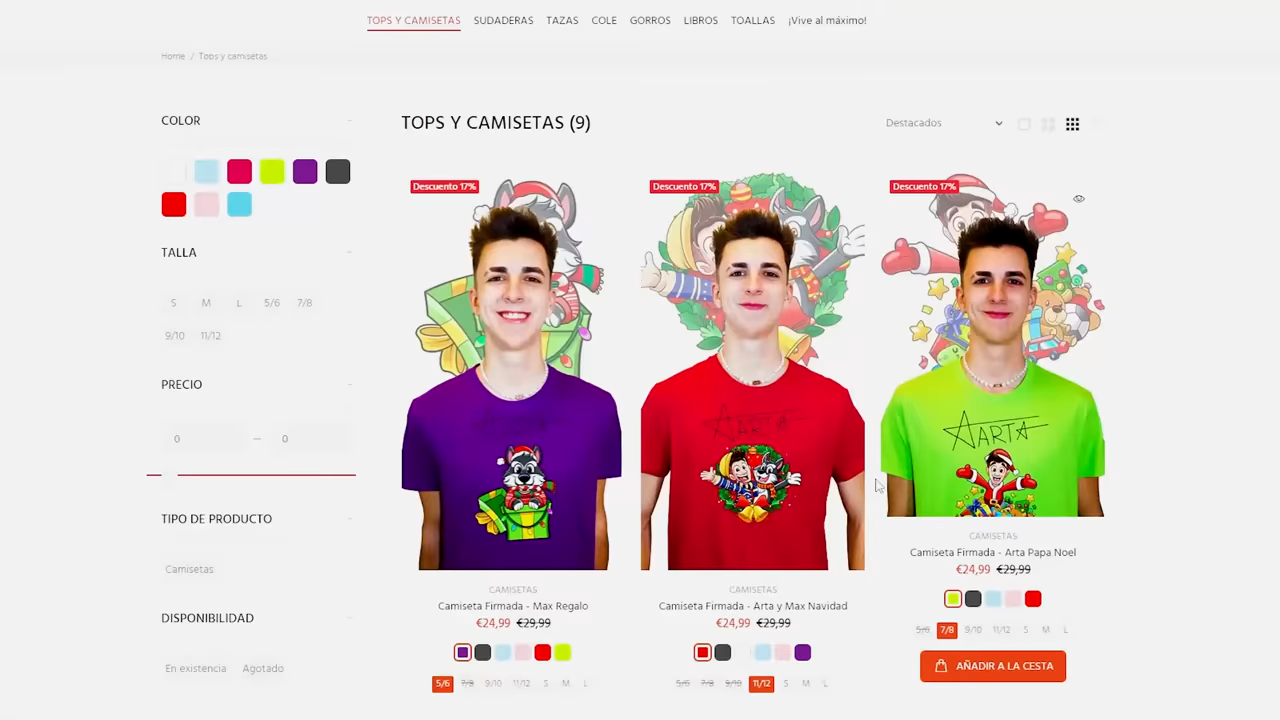 TOPS Y CAMISETAS SUDADERAS TAZAS COLE GORROS LIBROS TOALLAS ¡Vive al máximo!
Home / Tops y camisetas
COLOR
TOPS Y CAMISETAS (9)
Destacados
Descuento 17% Descuento 17% Descuento 17%
TALLA
S M L 5/6 7/8
9/10 11/12
PRECIO
0 — 0
ARTA ARTA
TIPO DE PRODUCTO
Camisetas
DISPONIBILIDAD
En existencia Agotado
CAMISETAS
Camiseta Firmada - Max Regalo
€24,99 €29,99
5/6 7/8 9/10 11/12 S M L
CAMISETAS
Camiseta Firmada - Arta y Max Navidad
€24,99 €29,99
5/6 7/8 9/10 11/12 S M L
CAMISETAS
Camiseta Firmada - Arta Papa Noel
€24,99 €29,99
5/6 7/8 9/10 11/12 S M L
AÑADIR A LA CESTA